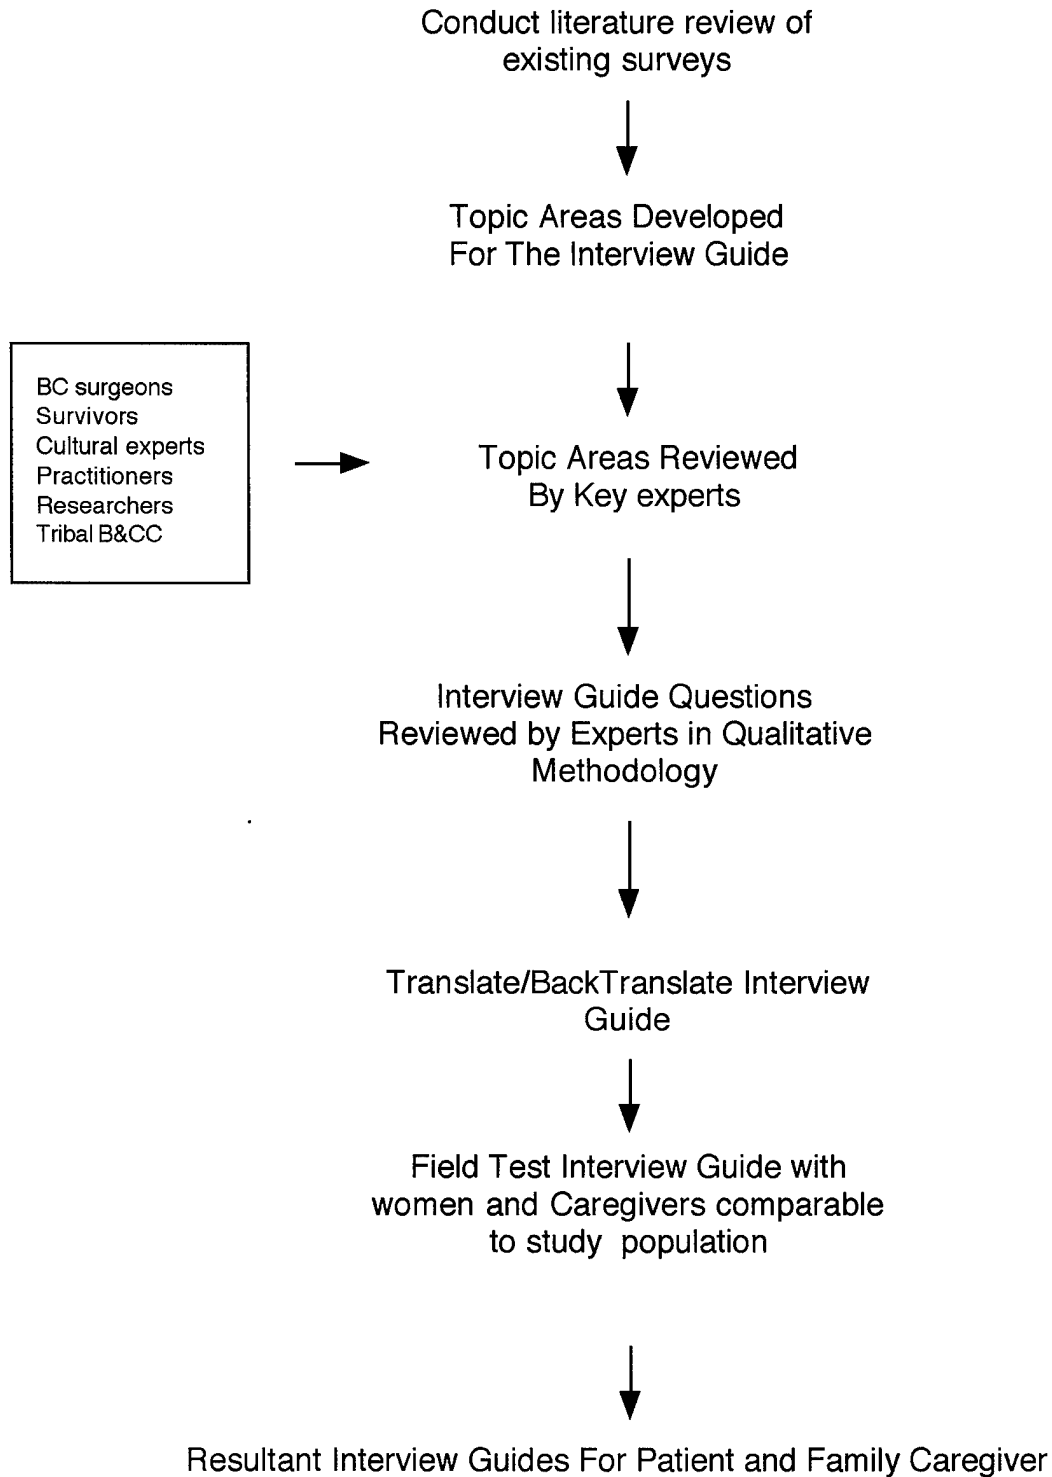 Conduct literature review of
existing surveys
Topic Areas Developed
For The Interview Guide
BC surgeons
Survivors
Cultural experts
Practitioners
Researchers
Tribal B&CC
Topic Areas Reviewed
By Key experts
Interview Guide Questions
Reviewed by Experts in Qualitative
Methodology
Translate/BackTranslate Interview
Guide
Field Test Interview Guide with
women and Caregivers comparable
to study population
Resultant Interview Guides For Patient and Family Caregiver